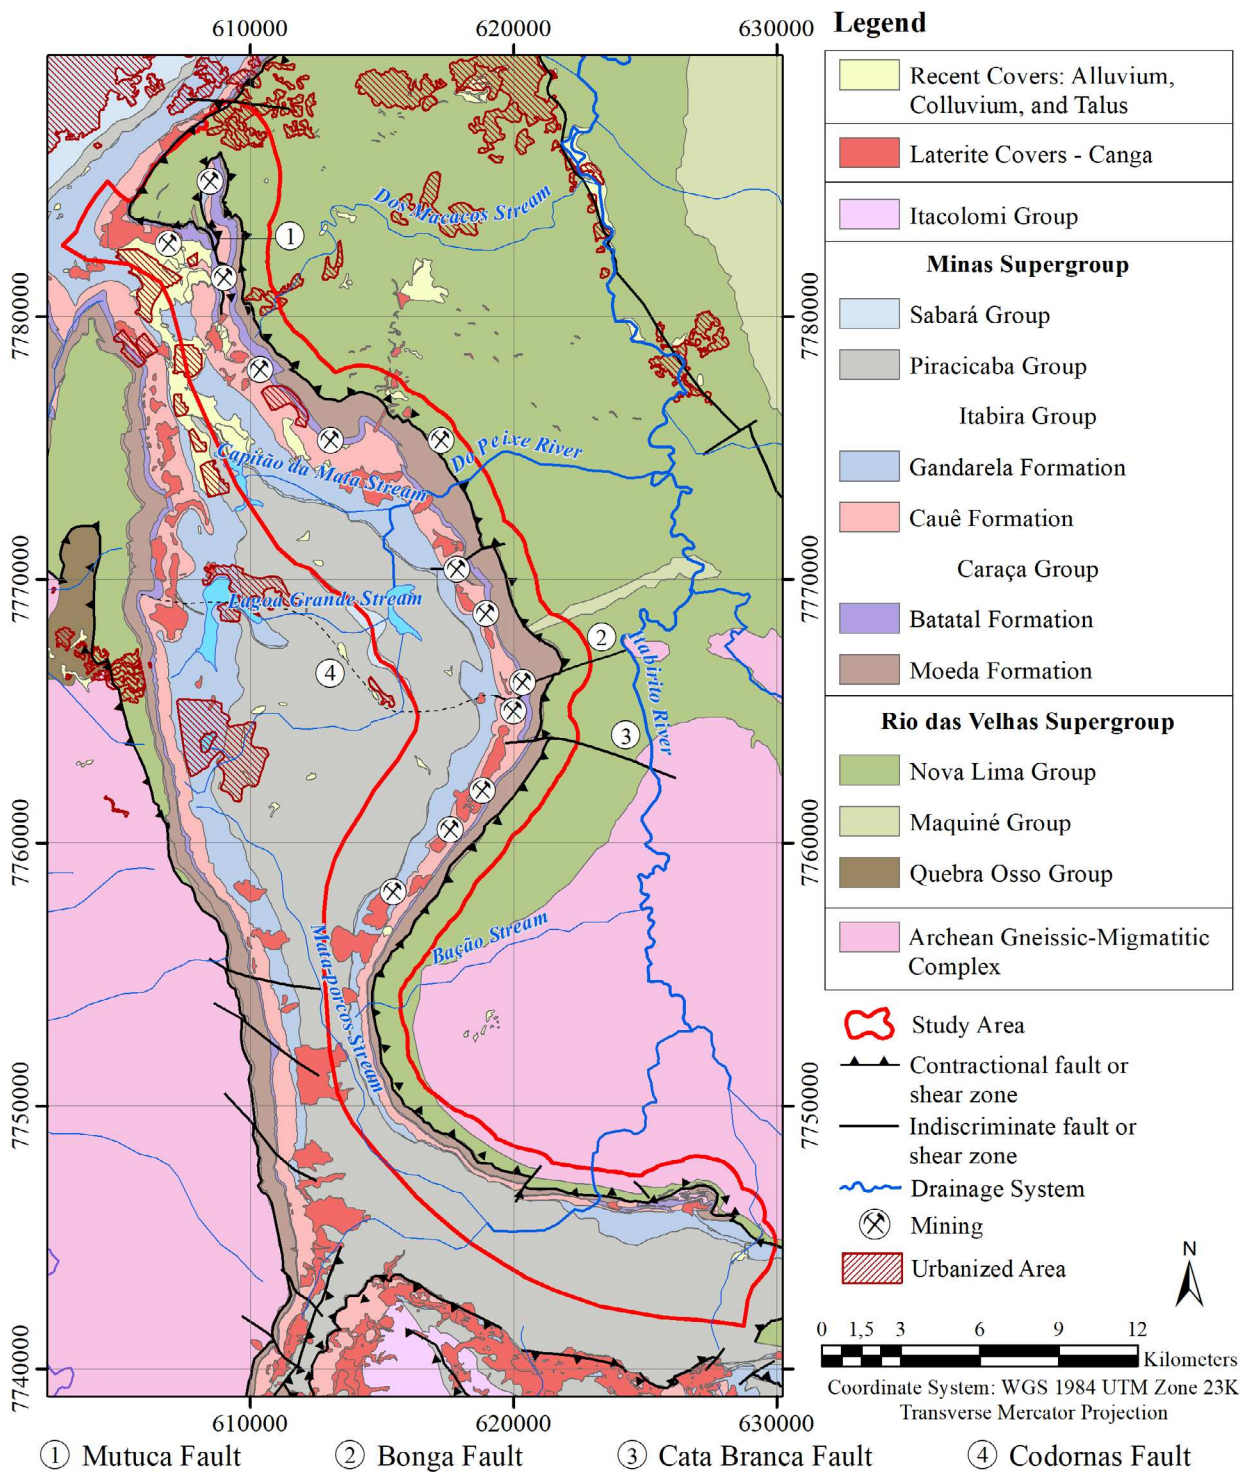 610000
620000
630000
Legend
Recent Covers: Alluvium,
Colluvium, and Talus
Laterite Covers - Canga
Itacolomi Group
Minas Supergroup
Sabará Group
Piracicaba Group
Itabira Group
Gandarela Formation
Cauê Formation
Caraça Group
Batatal Formation
Moeda Formation
Rio das Velhas Supergroup
Nova Lima Group
Maquiné Group
Quebra Osso Group
Archean Gneissic-Migmatitic
Complex
Study Area
Contractional fault or
shear zone
Indiscriminate fault or
shear zone
Drainage System
Mining
Urbanized Area
N
0 1,5 3 6 9 12
Kilometers
Coordinate System: WGS 1984 UTM Zone 23K
Transverse Mercator Projection
7780000
7770000
7760000
7750000
7740000
7780000
7770000
7760000
7750000
7740000
Dos Macacos Stream
1
Do Peixe River
Capitão da Mata Stream
Lagoa Grande Stream
2
Itabirito River
4
3
Bação Stream
Mata porcos Stream
610000
620000
630000
1 Mutuca Fault
2 Bonga Fault
3 Cata Branca Fault
4 Codornas Fault